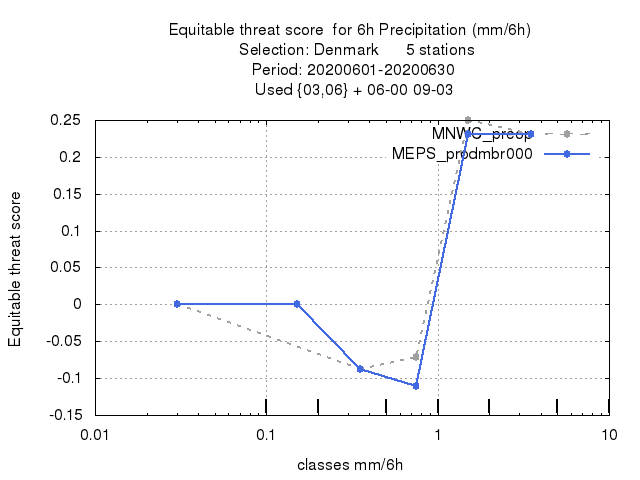 Equitable threat score  for 6h Precipitation (mm/6h)
Selection: Denmark      5 stations
Period: 20200601-20200630
Used {03,06} + 06-00 09-03
Equitable threat score
0.25
0.2
0.15
0.1
0.05
0
-0.05
-0.1
-0.15
MNWC_preop
MEPS_prodmbr000
0.01
0.1
1
10
classes mm/6h